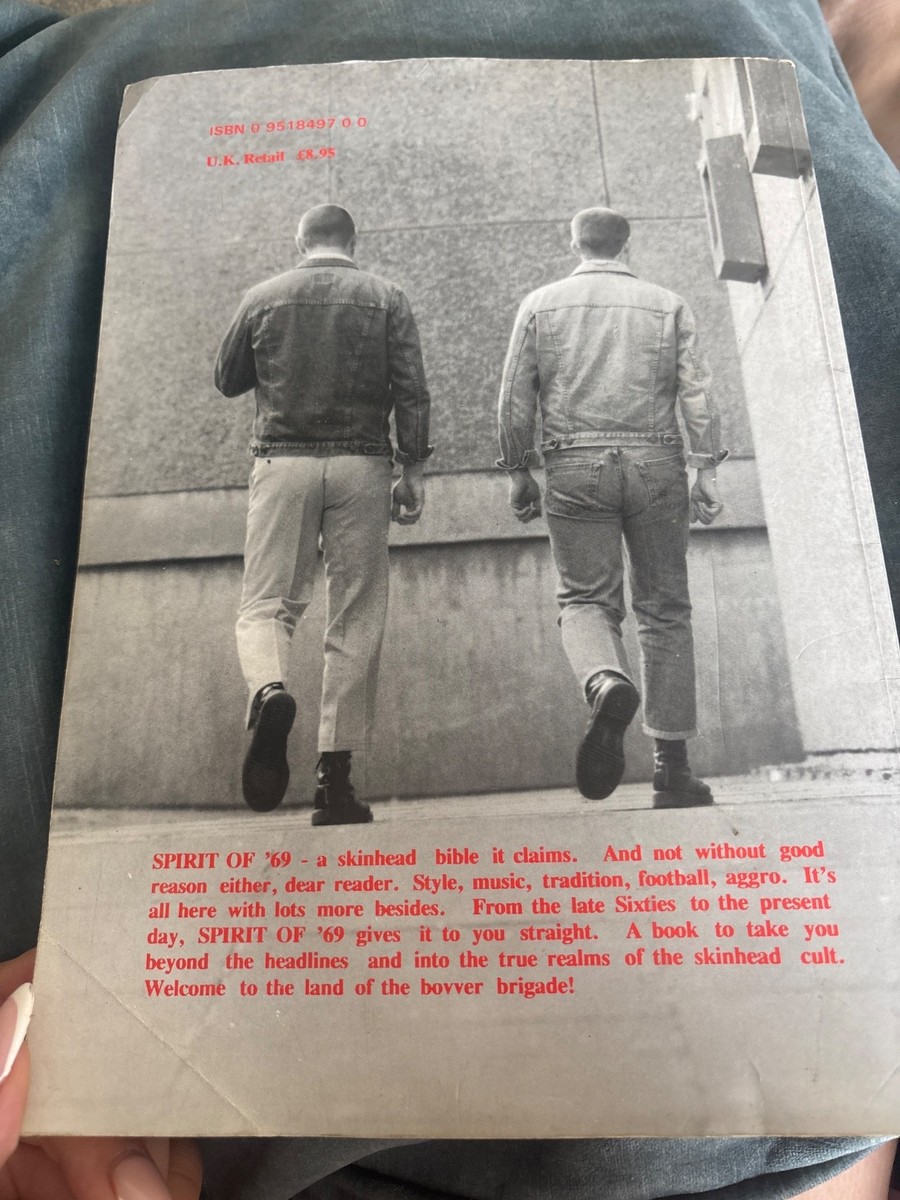 ISBN 0 9518497 0 0
U.K. Retail £8.95
SPIRIT OF '69 - a skinhead bible it claims. And not without good
reason either, dear reader. Style, music, tradition, football, aggro. It's
all here with lots more besides. From the late Sixties to the present
day, SPIRIT OF '69 gives it to you straight. A book to take you
beyond the headlines and into the true realms of the skinhead cult.
Welcome to the land of the bovver brigade!